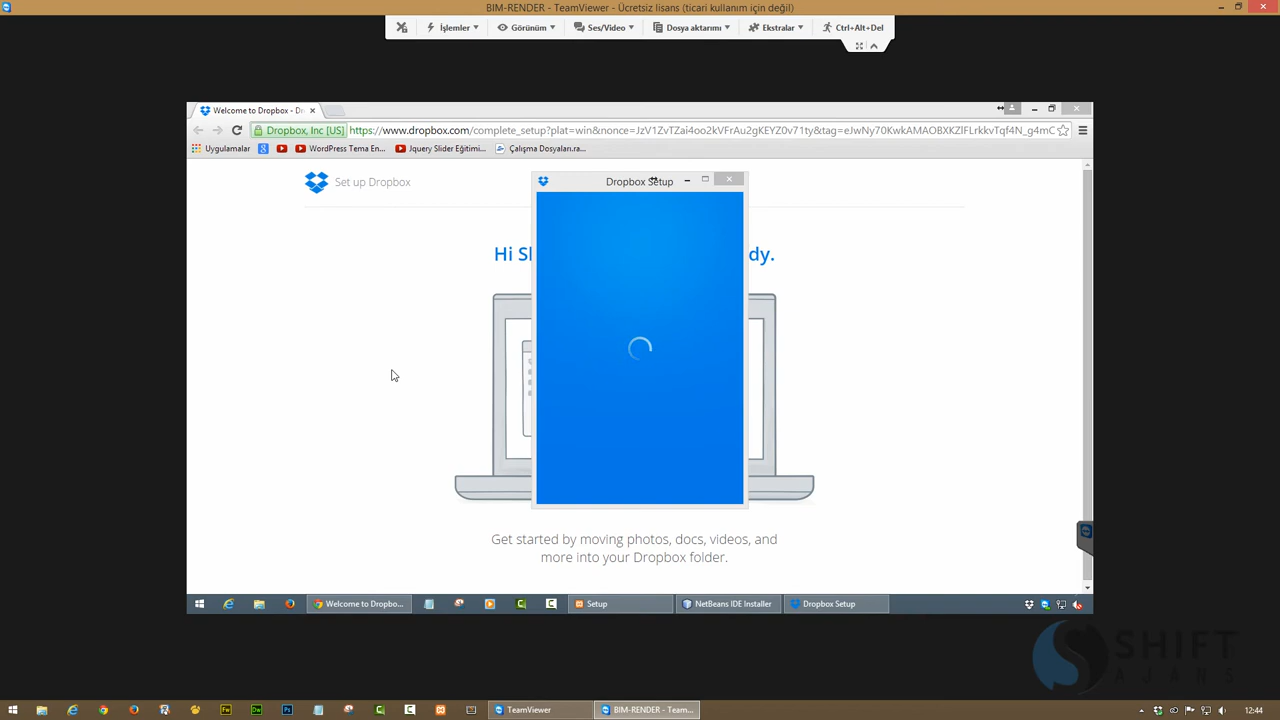 BIM-RENDER - TeamViewer - Ücretsiz lisans (ticari kullanım için değil)
İşlemler
Görünüm
Ses/Video
Dosya aktarımı
Ekstralar
Ctrl+Alt+Del
Welcome to Dropbox - Dr
Dropbox, Inc [US]
https://www.dropbox.com/complete_setup?plat=win&nonce=JzV1ZvTZai4oo2kVFrAu2gKEYZ0v71ty&tag=eJwNy70KwkAMAOBXKZlFLrkkvTqf4N_g4mC
Uygulamalar
WordPress Tema En...
Jquery Slider Eğitimi...
Çalışma Dosyaları.ra...
Set up Dropbox
Dropbox Setup
Hi S
dy.
Get started by moving photos, docs, videos, and
more into your Dropbox folder.
Welcome to Dropbo...
Setup
NetBeans IDE Installer
Dropbox Setup
SHIFT
AJANS
TeamViewer
BIM-RENDER - Team...
12:44